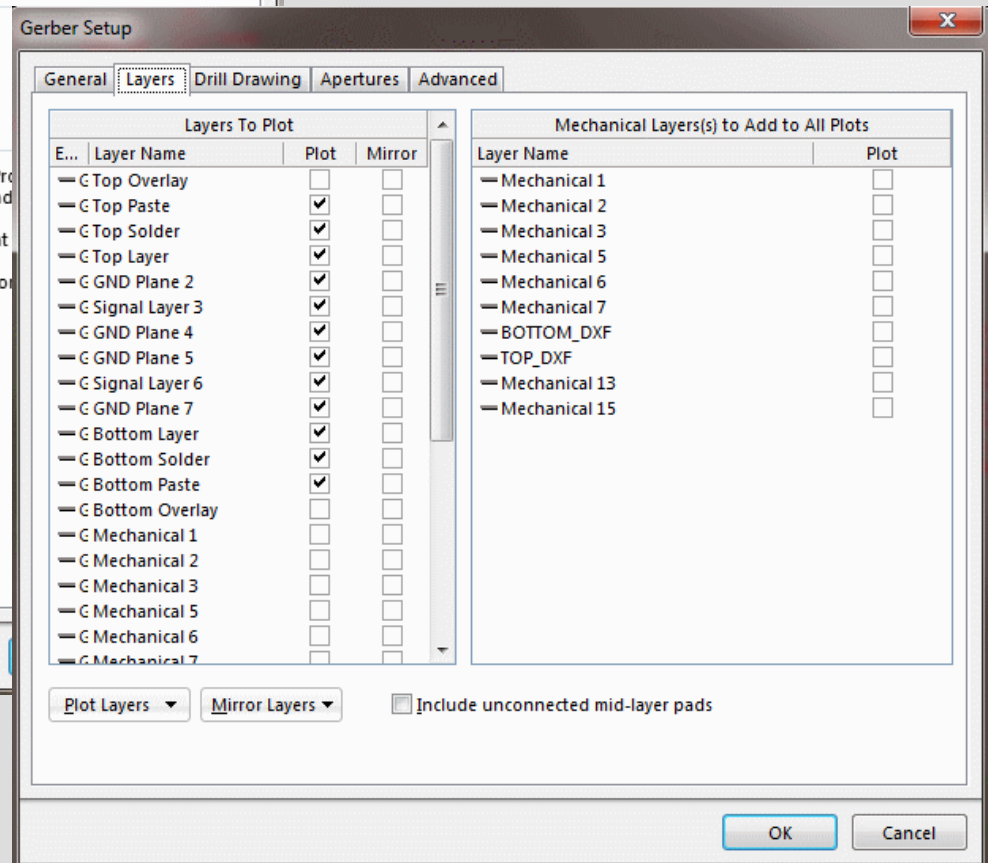 Gerber Setup
General Layers Drill Drawing Apertures Advanced
Layers To Plot
E... Layer Name Plot Mirror
G Top Overlay
G Top Paste
G Top Solder
G Top Layer
G GND Plane 2
G Signal Layer 3
G GND Plane 4
G GND Plane 5
G Signal Layer 6
G GND Plane 7
G Bottom Layer
G Bottom Solder
G Bottom Paste
G Bottom Overlay
G Mechanical 1
G Mechanical 2
G Mechanical 3
G Mechanical 5
G Mechanical 6
G Mechanical 7
Mechanical Layers(s) to Add to All Plots
Layer Name Plot
Mechanical 1
Mechanical 2
Mechanical 3
Mechanical 5
Mechanical 6
Mechanical 7
BOTTOM_DXF
TOP_DXF
Mechanical 13
Mechanical 15
Plot Layers Mirror Layers Include unconnected mid-layer pads
OK Cancel